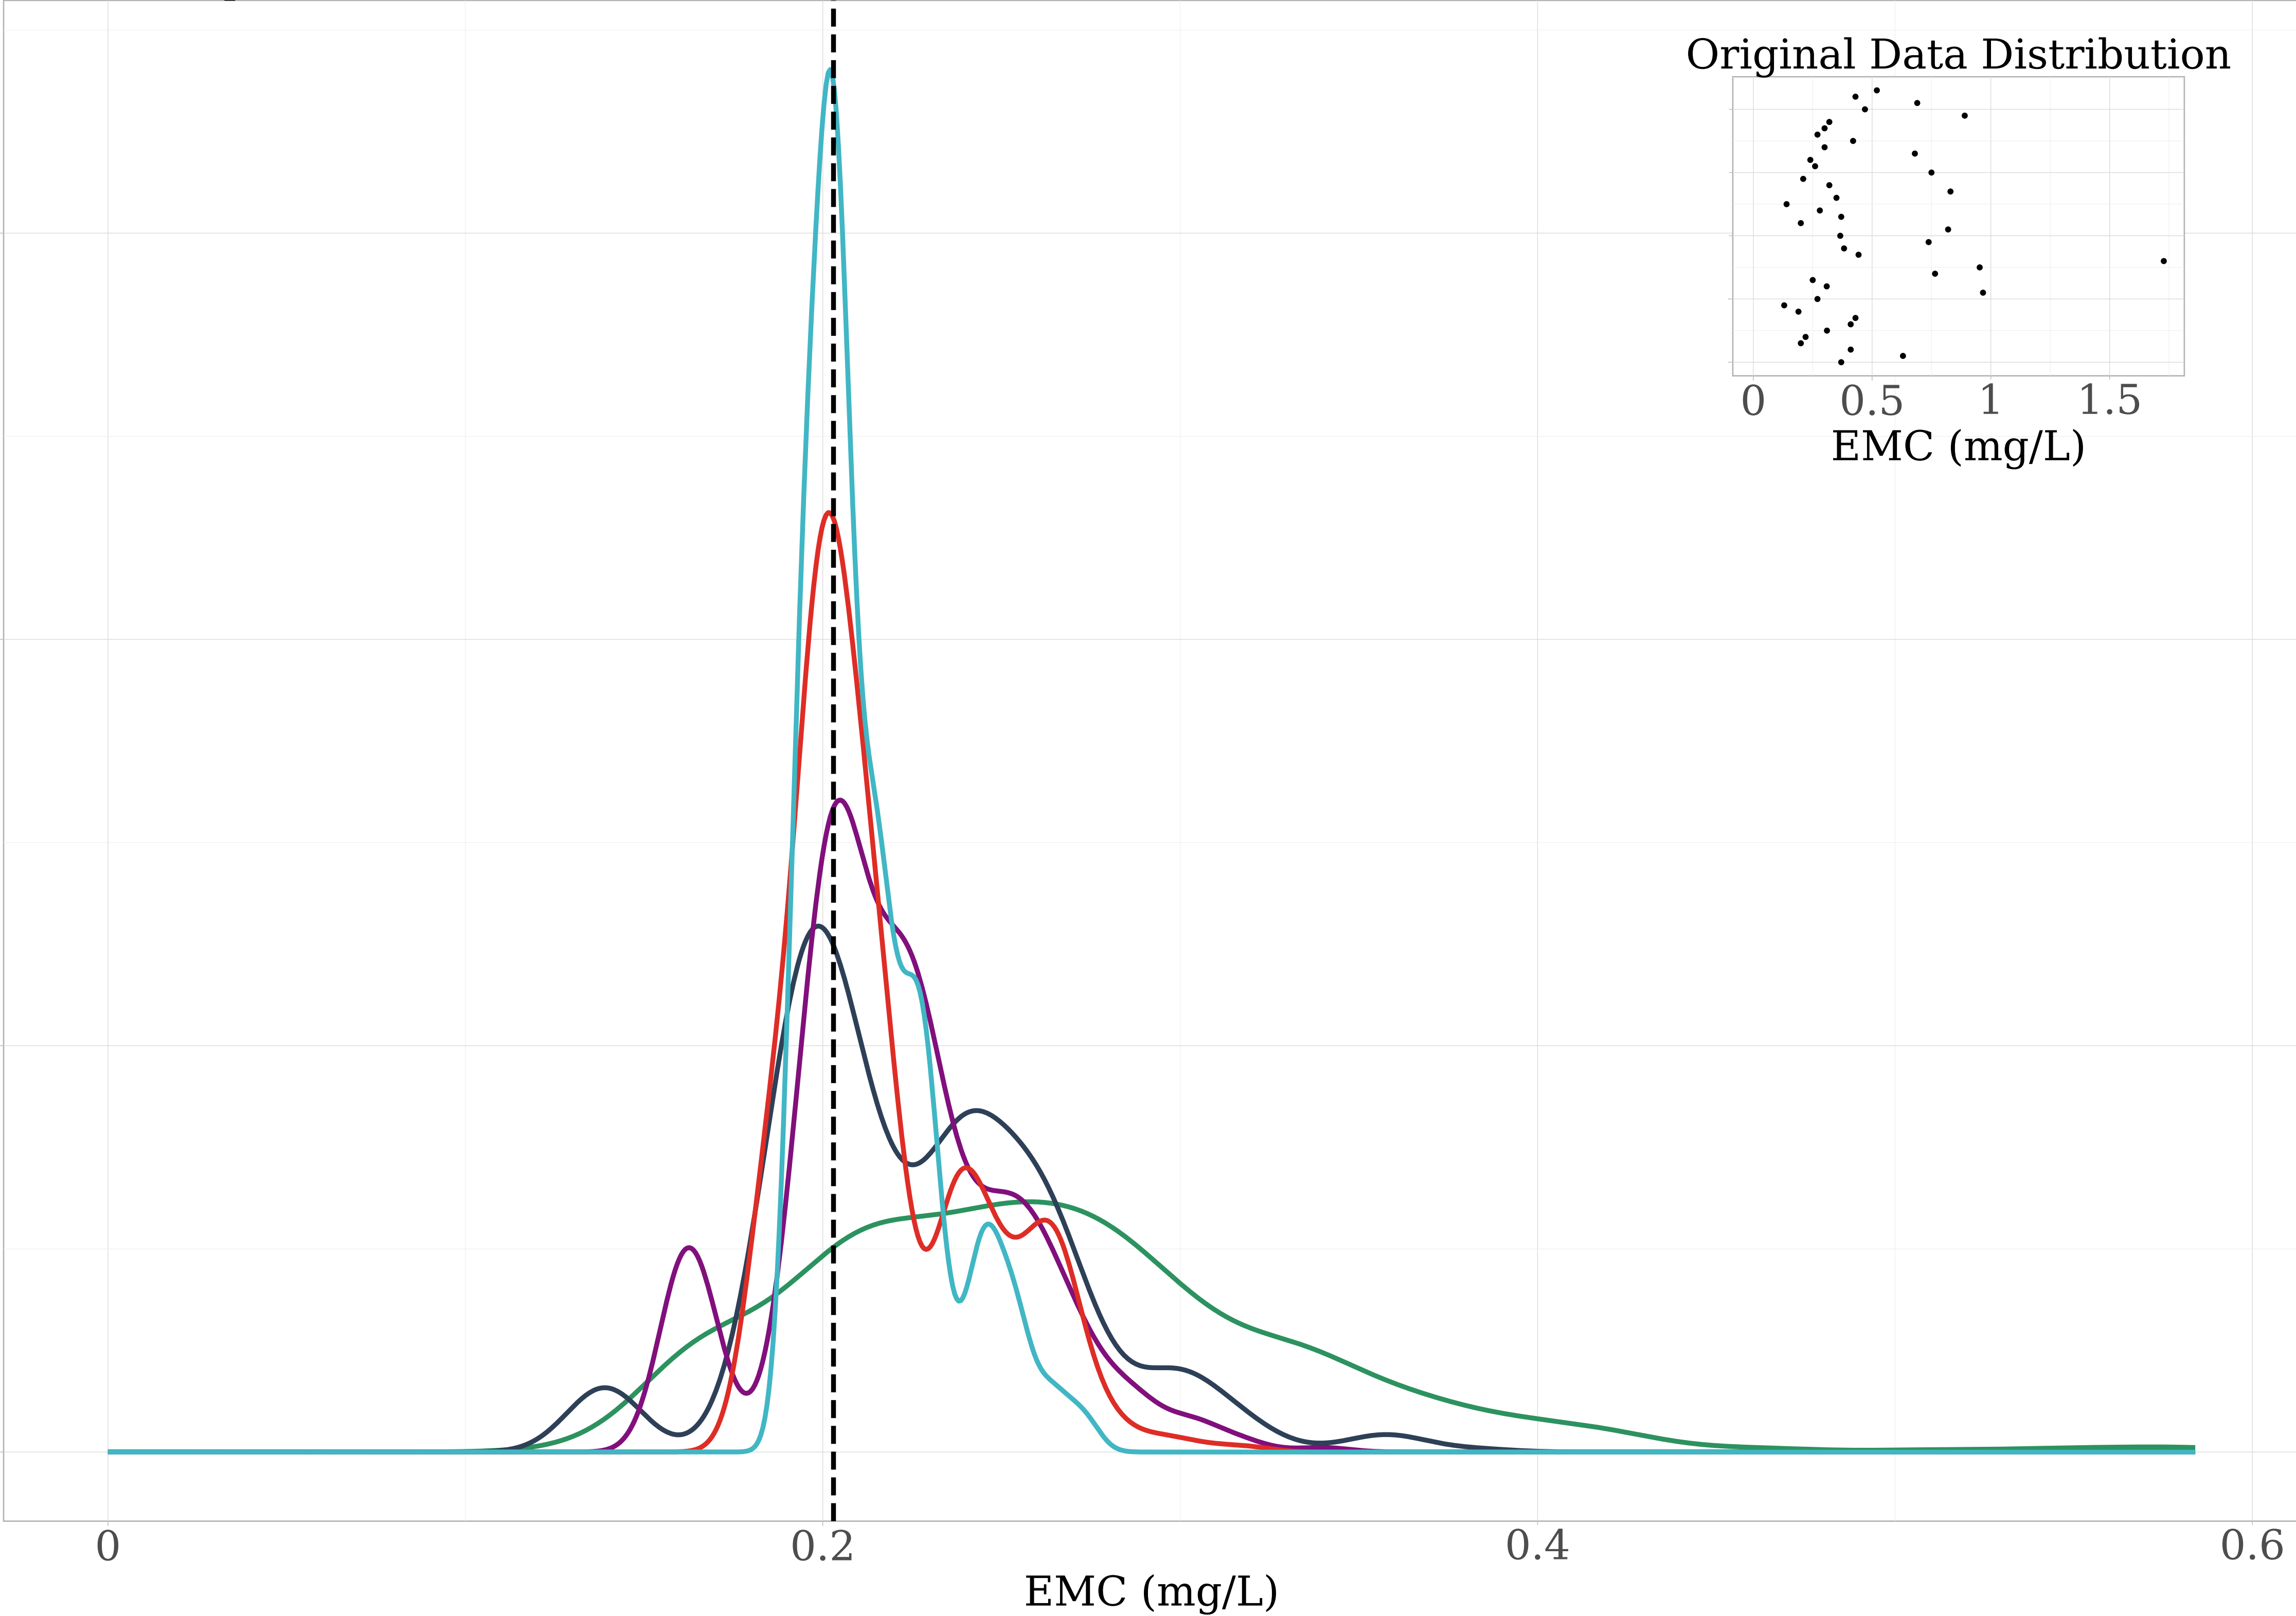 Original Data Distribution
0 0.5 1 1.5
EMC (mg/L)
0 0.2 0.4 0.6
EMC (mg/L)